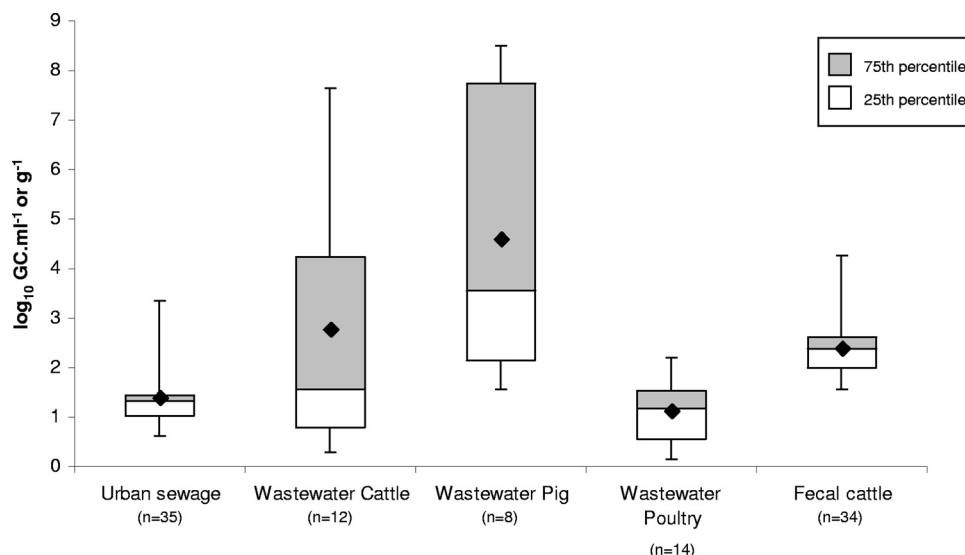 9
8
7
6
5
4
3
2
1
0
log₁₀ GC.ml⁻¹ or g⁻¹
75th percentile
25th percentile
Urban sewage
(n=35)
Wastewater Cattle
(n=12)
Wastewater Pig
(n=8)
Wastewater
Poultry
(n=14)
Fecal cattle
(n=34)